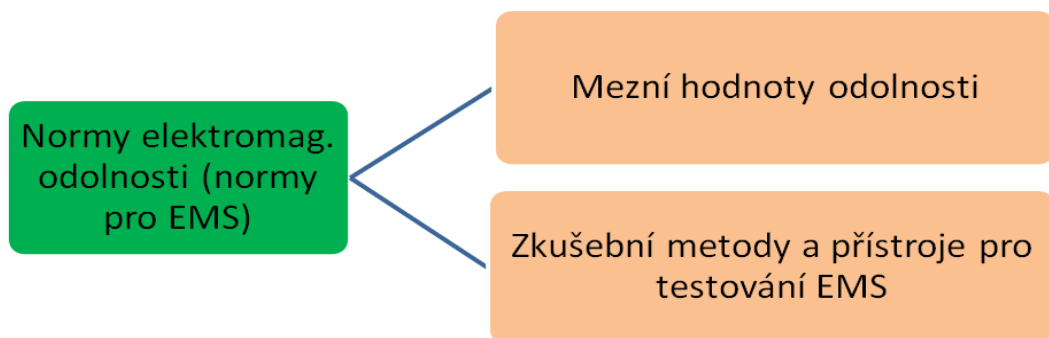 Normy elektromag.
odolnosti (normy
pro EMS)
Mezní hodnoty odolnosti
Zkušební metody a přístroje pro
testování EMS